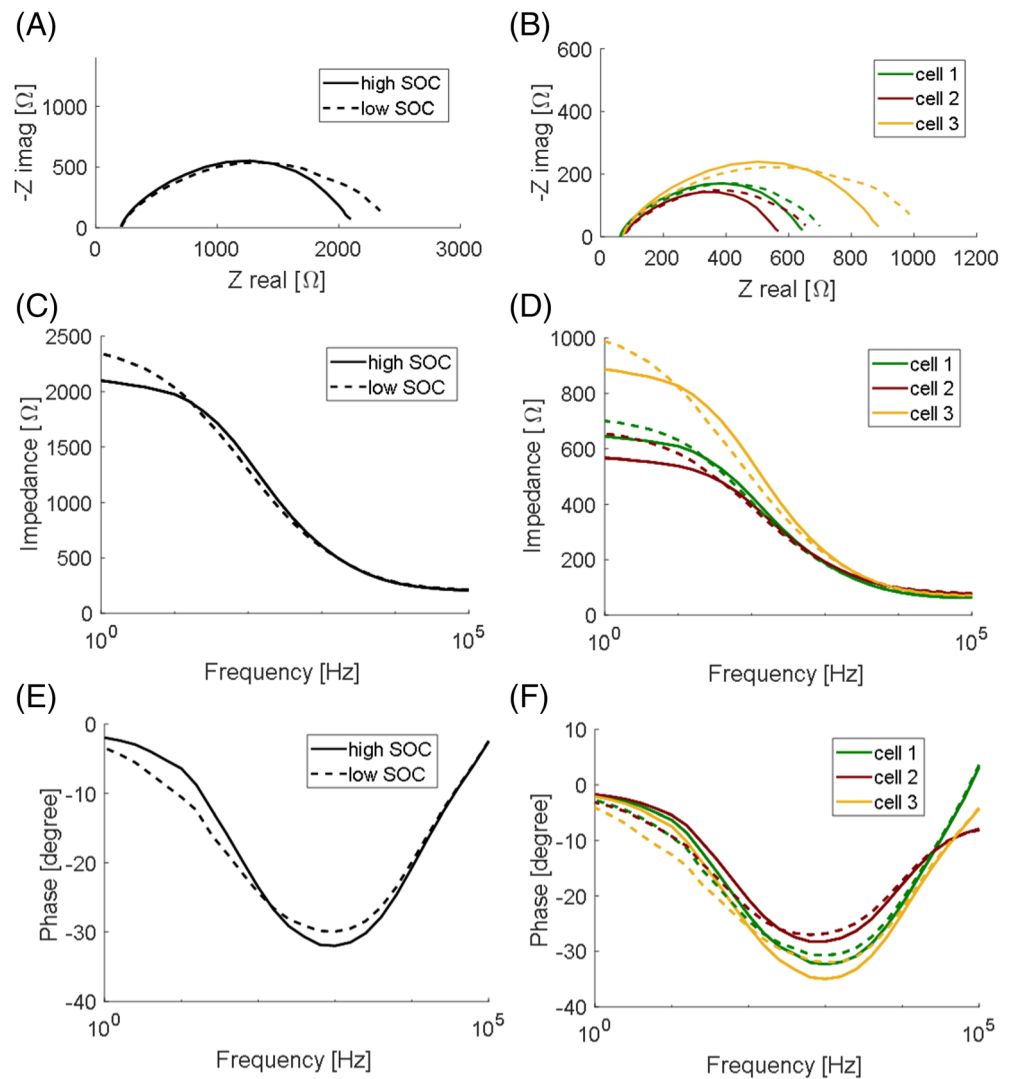 (A)
-Z imag [Ω]
1000
500
0
0
1000
2000
3000
Z real [Ω]
high SOC
low SOC
(B)
-Z imag [Ω]
600
400
200
0
0
200
400
600
800
1000
1200
Z real [Ω]
cell 1
cell 2
cell 3
(C)
Impedance [Ω]
2500
2000
1500
1000
500
0
10^0
10^5
Frequency [Hz]
high SOC
low SOC
(D)
Impedance [Ω]
1000
800
600
400
200
0
10^0
10^5
Frequency [Hz]
cell 1
cell 2
cell 3
(E)
Phase [degree]
0
-10
-20
-30
-40
10^0
10^5
Frequency [Hz]
high SOC
low SOC
(F)
Phase [degree]
10
0
-10
-20
-30
-40
10^0
10^5
Frequency [Hz]
cell 1
cell 2
cell 3